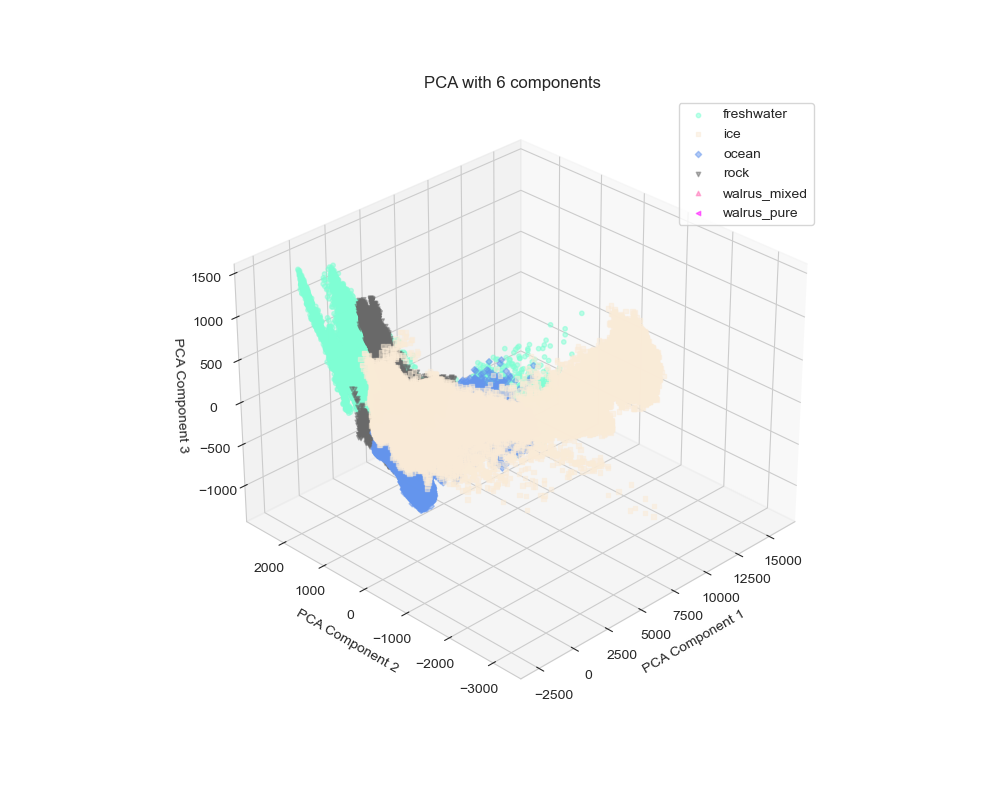 PCA with 6 components
freshwater
ice
ocean
rock
walrus_mixed
walrus_pure
1500
1000
500
0
−500
−1000
PCA Component 3
2000
1000
0
−1000
−2000
−3000
PCA Component 2
−2500
0
2500
5000
7500
10000
12500
15000
PCA Component 1